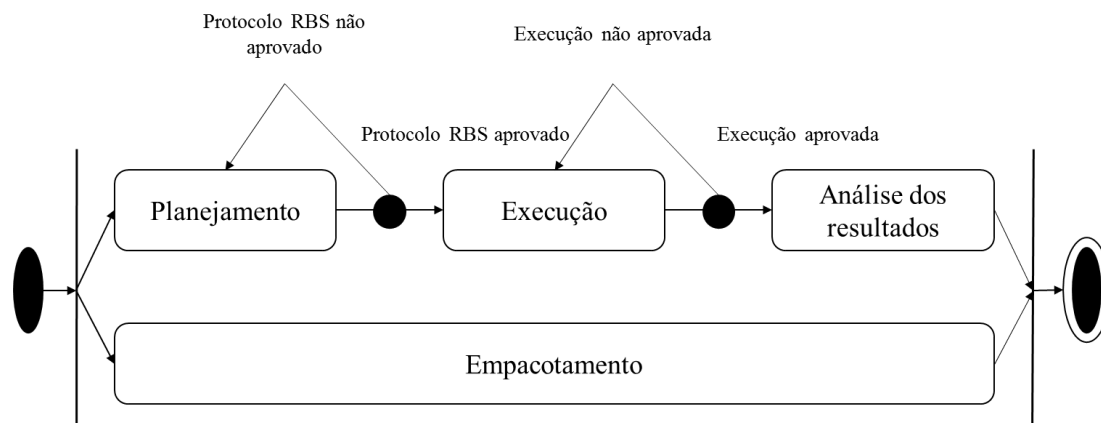 Protocolo RBS não
aprovado
Execução não aprovada
Protocolo RBS aprovado
Execução aprovada
Planejamento
Execução
Análise dos
resultados
Empacotamento